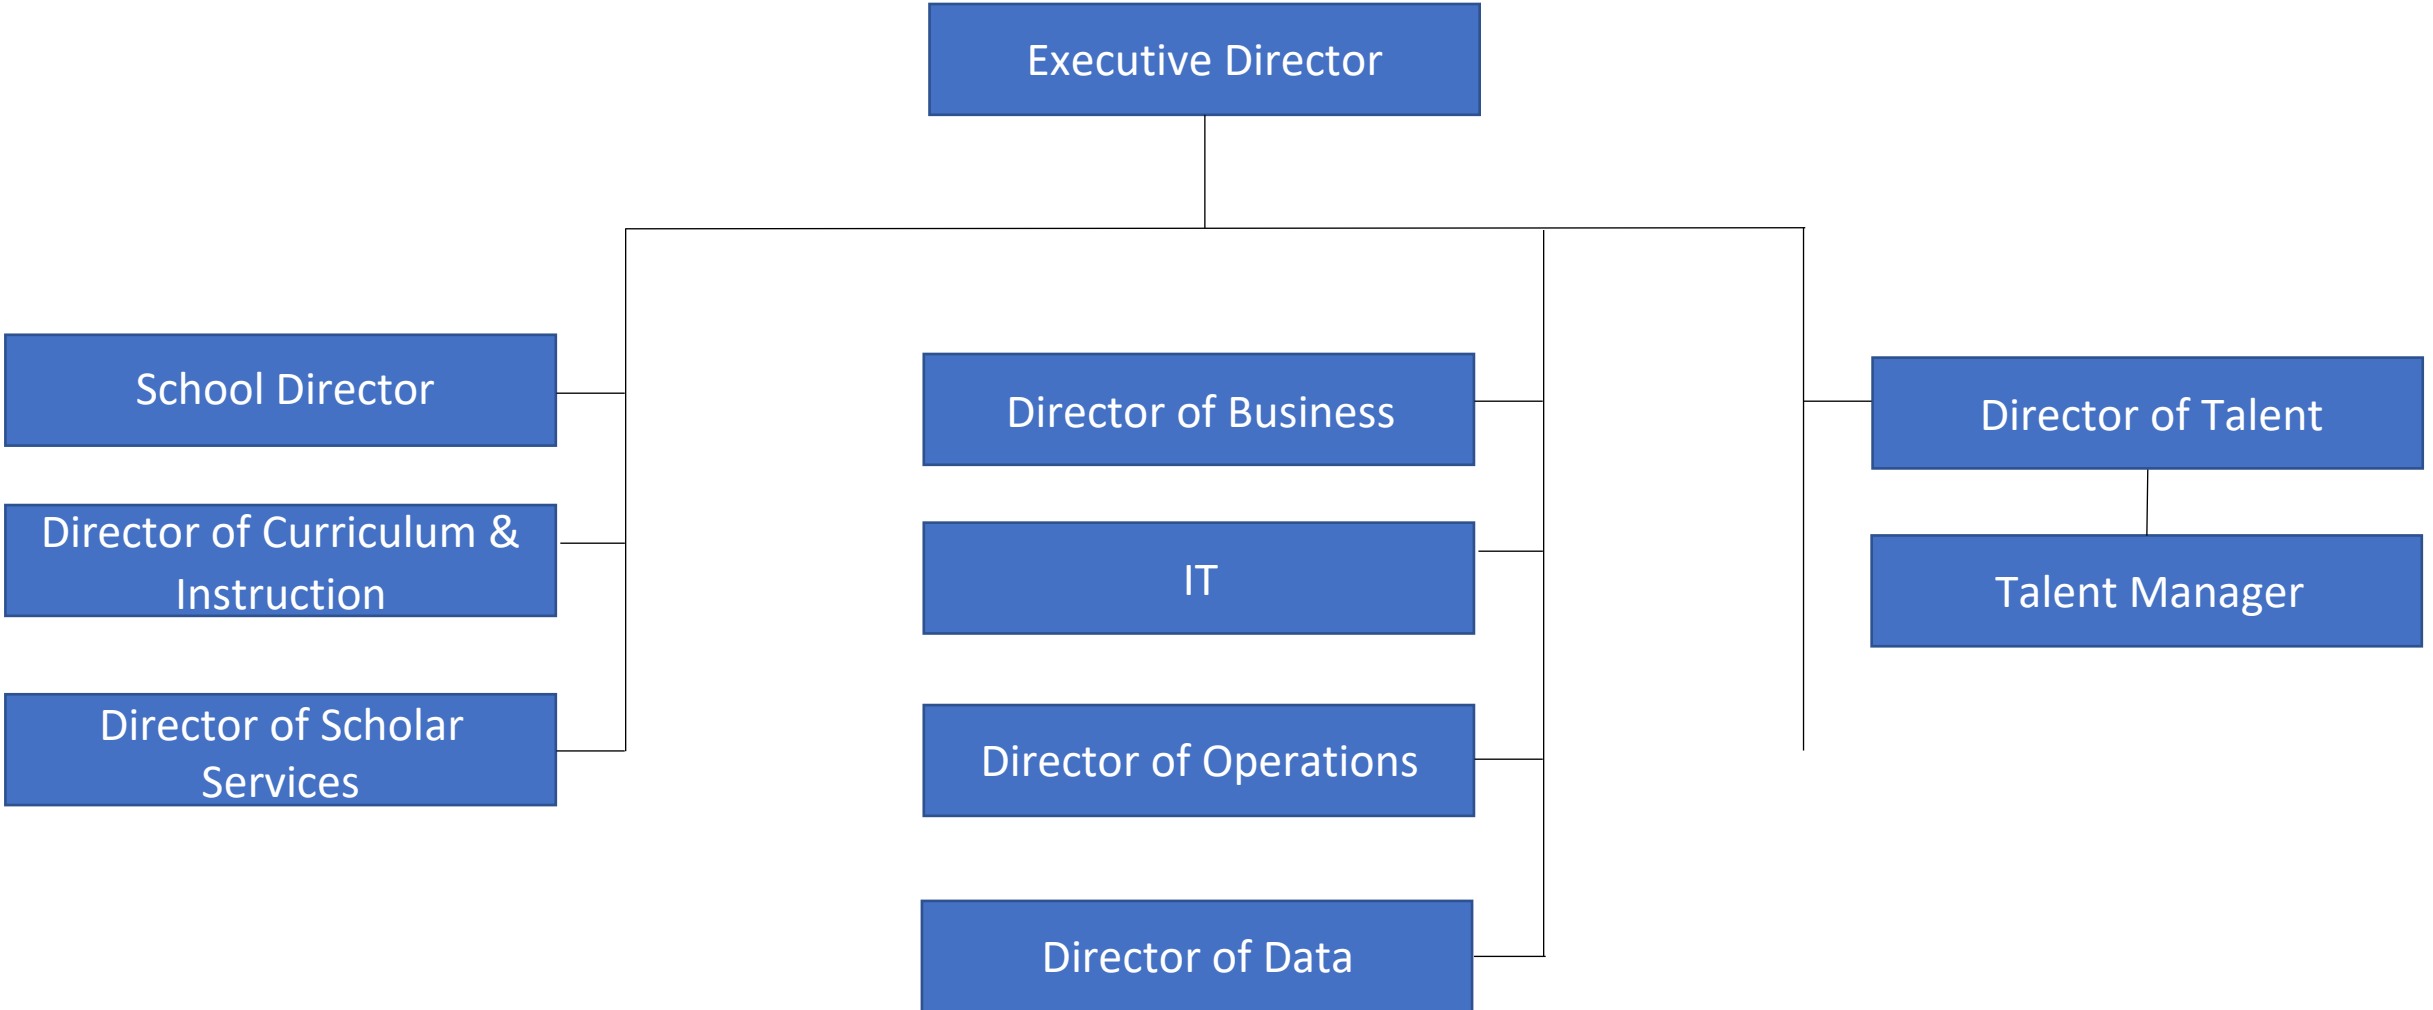 Executive Director
School Director
Director of Curriculum &
Instruction
Director of Scholar
Services
Director of Business
IT
Director of Operations
Director of Data
Director of Talent
Talent Manager